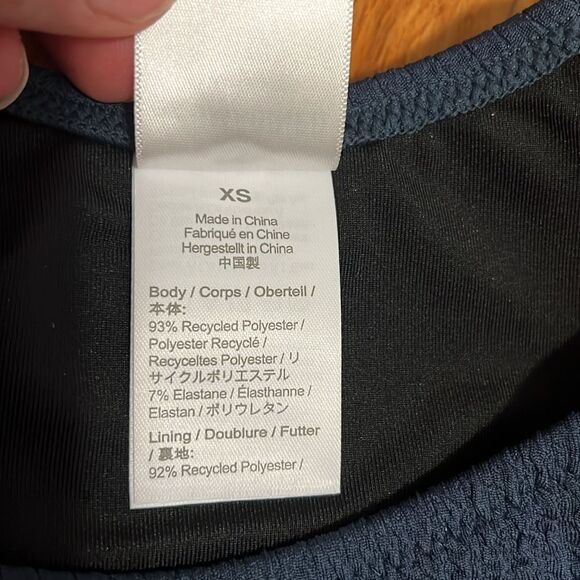 XS
Made in China
Fabriqué en Chine
Hergestellt in China
中国製
Body / Corps / Oberteil /
本体:
93% Recycled Polyester /
Polyester Recyclé /
Recyceltes Polyester / リ
サイクルポリエステル
7% Elastane / Élasthanne /
Elastan / ポリウレタン
Lining / Doublure / Futter
/ 裏地:
92% Recycled Polyester /